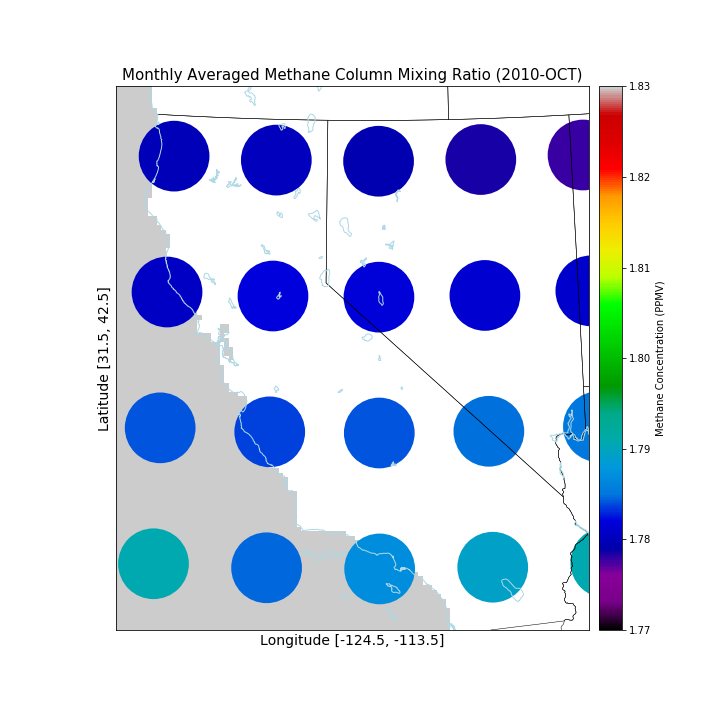 Monthly Averaged Methane Column Mixing Ratio (2010-OCT)
Latitude [31.5, 42.5]
Longitude [-124.5, -113.5]
1.83
1.82
1.81
1.80
1.79
1.78
1.77
Methane Concentration (PPMV)